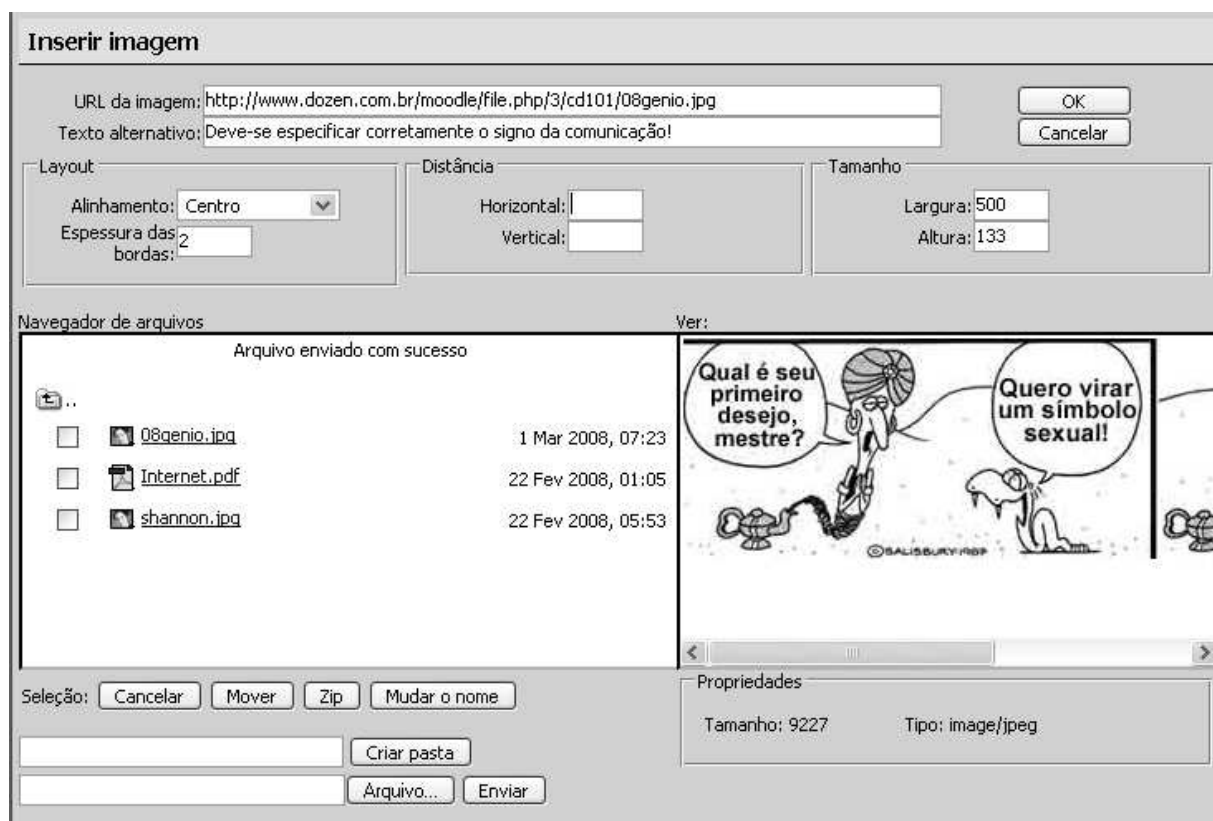 Inserir imagem
URL da imagem: http://www.dozen.com.br/moodle/file.php/3/cd101/08genio.jpg
OK
Texto alternativo: Deve-se especificar corretamente o signo da comunicação!
Cancelar
Layout
Alinhamento: Centro
Espessura das
bordas: 2
Distância
Horizontal:
Vertical:
Tamanho
Largura: 500
Altura: 133
Navegador de arquivos
Arquivo enviado com sucesso
..
08genio.jpg 1 Mar 2008, 07:23
Internet.pdf 22 Fev 2008, 01:05
shannon.jpg 22 Fev 2008, 05:53
Ver:
Qual é seu
primeiro
desejo,
mestre?
Quero virar
um símbolo
sexual!
©SALISBURY 1987
Seleção: Cancelar Mover Zip Mudar o nome
Criar pasta
Arquivo... Enviar
Propriedades
Tamanho: 9227 Tipo: image/jpeg